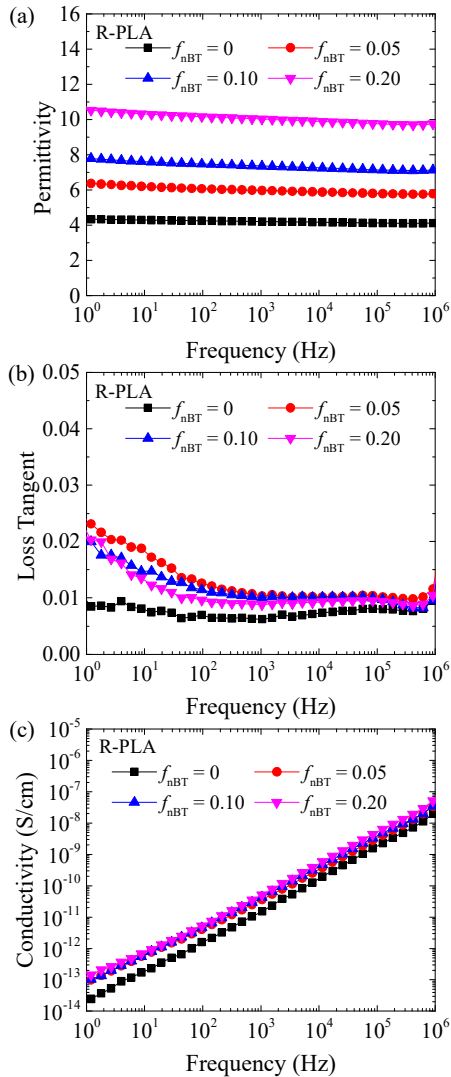 (a)
R-PLA
f_nBT = 0
f_nBT = 0.05
f_nBT = 0.10
f_nBT = 0.20
16
14
12
10
8
6
4
2
0
Permittivity
10^0 10^1 10^2 10^3 10^4 10^5 10^6
Frequency (Hz)
(b)
R-PLA
f_nBT = 0
f_nBT = 0.05
f_nBT = 0.10
f_nBT = 0.20
0.05
0.04
0.03
0.02
0.01
0.00
Loss Tangent
10^0 10^1 10^2 10^3 10^4 10^5 10^6
Frequency (Hz)
(c)
R-PLA
f_nBT = 0
f_nBT = 0.05
f_nBT = 0.10
f_nBT = 0.20
10^-5
10^-6
10^-7
10^-8
10^-9
10^-10
10^-11
10^-12
10^-13
10^-14
Conductivity (S/cm)
10^0 10^1 10^2 10^3 10^4 10^5 10^6
Frequency (Hz)